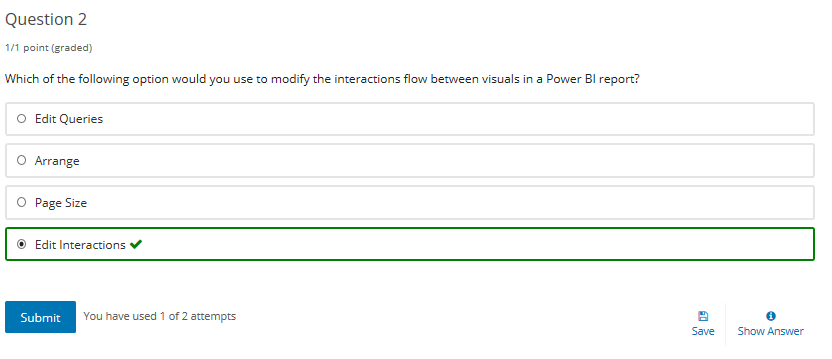 Question 2
1/1 point (graded)
Which of the following option would you use to modify the interactions flow between visuals in a Power BI report?
Edit Queries
Arrange
Page Size
Edit Interactions
Submit
You have used 1 of 2 attempts
Save
Show Answer